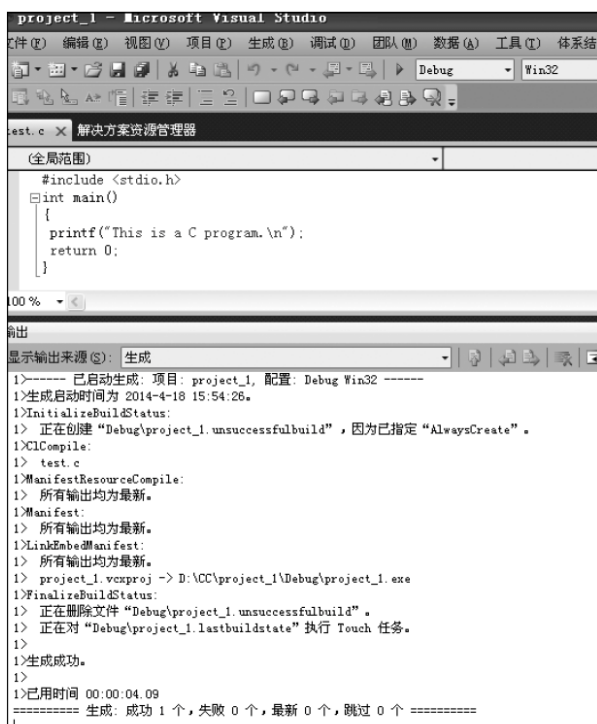 project_1 - Microsoft Visual Studio
文件(F) 编辑(E) 视图(V) 项目(P) 生成(B) 调试(D) 团队(M) 数据(A) 工具(T) 体系结
Debug Win32
test.c 解决方案资源管理器
(全局范围)
#include <stdio.h>
int main()
{
printf("This is a C program.\n");
return 0;
}
100 %
输出
显示输出来源(S): 生成
1>------ 已启动生成: 项目: project_1, 配置: Debug Win32 ------
1>生成启动时间为 2014-4-18 15:54:26。
1>InitializeBuildStatus:
1> 正在创建“Debug\project_1.unsuccessfulbuild”,因为已指定“AlwaysCreate”。
1>ClCompile:
1> test.c
1>ManifestResourceCompile:
1> 所有输出均为最新。
1>Manifest:
1> 所有输出均为最新。
1>LinkEmbedManifest:
1> 所有输出均为最新。
1> project_1.vcxproj -> D:\CC\project_1\Debug\project_1.exe
1>FinalizeBuildStatus:
1> 正在删除文件“Debug\project_1.unsuccessfulbuild”。
1> 正在对“Debug\project_1.lastbuildstate”执行 Touch 任务。
1>
1>生成成功。
1>
1>已用时间 00:00:04.09
========== 生成: 成功 1 个,失败 0 个,最新 0 个,跳过 0 个 ==========